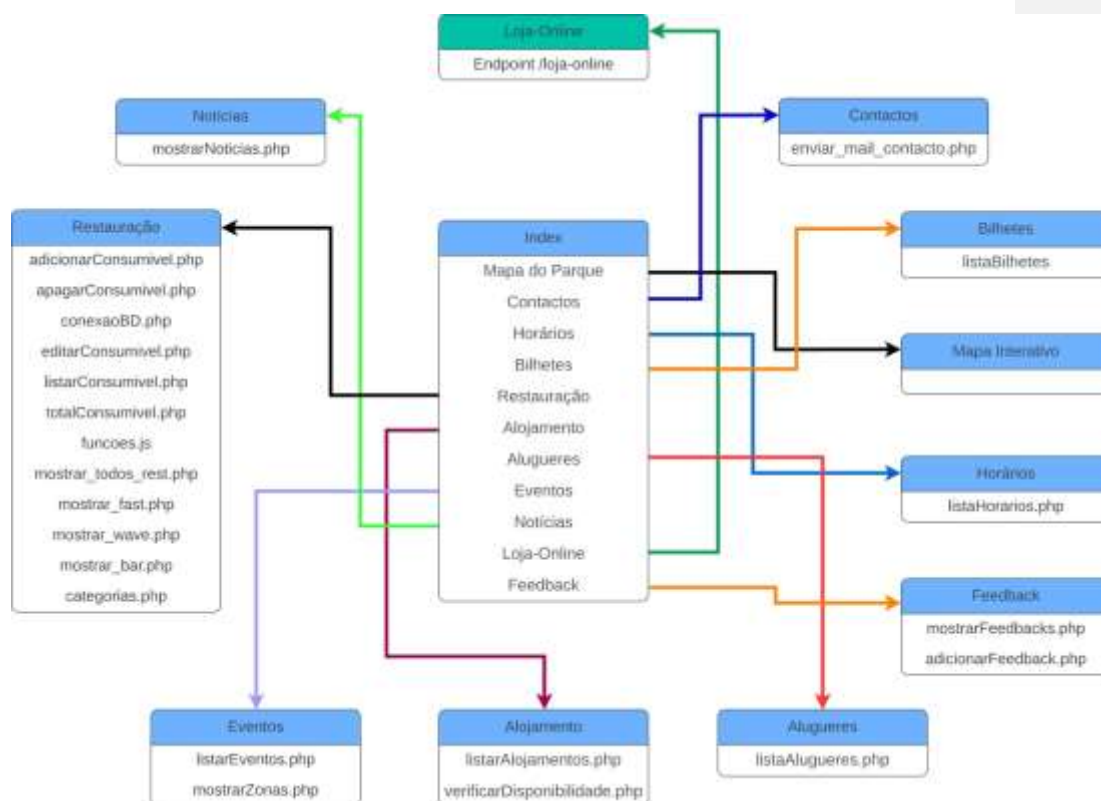 Loja-Online
Endpoint /loja-online
Notícias
mostrarNoticias.php
Contactos
enviar_mail_contacto.php
Restauração
adicionarConsumivel.php
apagarConsumivel.php
conexaoBD.php
editarConsumivel.php
listarConsumivel.php
totalConsumivel.php
funcoes.js
mostrar_todos_rest.php
mostrar_fast.php
mostrar_wave.php
mostrar_bar.php
categorias.php
Index
Mapa do Parque
Contactos
Horários
Bilhetes
Restauração
Alojamento
Alugueres
Eventos
Notícias
Loja-Online
Feedback
Bilhetes
listaBilhetes
Mapa Interativo
Horários
listaHorarios.php
Feedback
mostrarFeedbacks.php
adicionarFeedback.php
Eventos
listarEventos.php
mostrarZonas.php
Alojamento
listarAlojamentos.php
verificarDisponibilidade.php
Alugueres
listaAlugueres.php